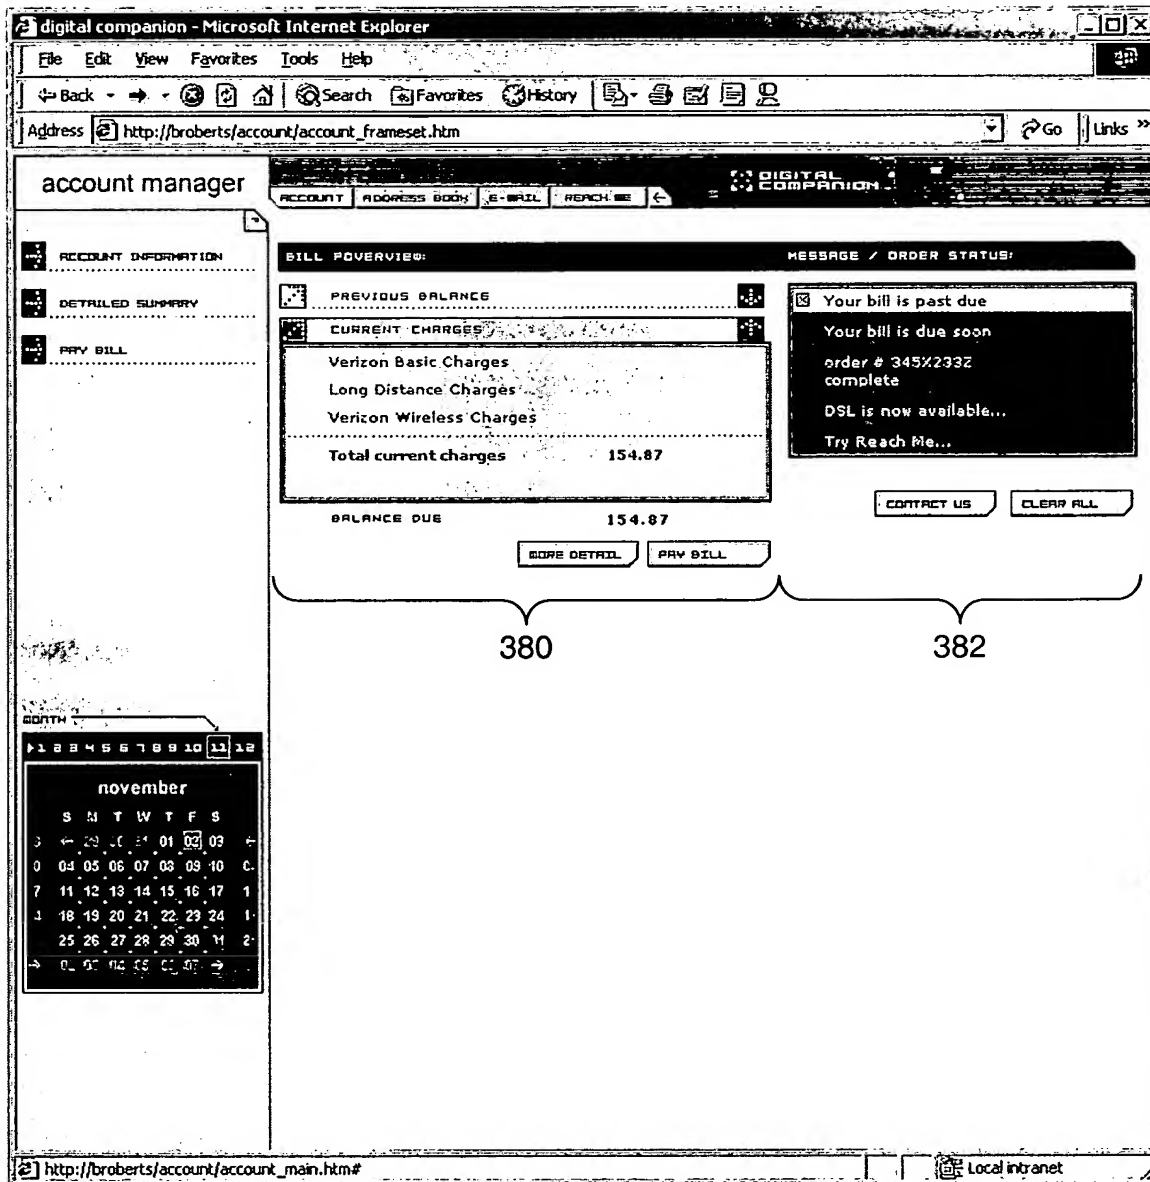 digital companion - Microsoft Internet Explorer
File Edit View Favorites Tools Help
Back Search Favorites History
Address http://broberts/account/account_frameset.htm Go Links »
account manager
DIGITAL COMPANION
ACCOUNT ADDRESS BOOK E-MAIL REACH ME
ACCOUNT INFORMATION
DETAILED SUMMARY
PAY BILL
BILL POVERVIEW:
PREVIOUS BALANCE
CURRENT CHARGES
Verizon Basic Charges
Long Distance Charges
Verizon Wireless Charges
Total current charges 154.87
BALANCE DUE 154.87
MORE DETAIL PAY BILL
MESSAGE / ORDER STATUS:
Your bill is past due
Your bill is due soon
order # 345X2332
complete
DSL is now available...
Try Reach Me...
CONTACT US CLEAR ALL
380 382
MONTH
1 2 3 4 5 6 7 8 9 10 11 12
november
S M T W T F S
01 02 03
04 05 06 07 08 09 10
11 12 13 14 15 16 17
18 19 20 21 22 23 24
25 26 27 28 29 30
http://broberts/account/account_main.htm# Local intranet